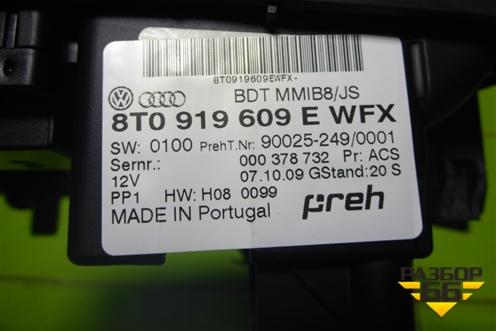 8T0919609EWFX-
BDT MMIB8/JS
8T0 919 609 E WFX
SW: 0100 PrehT.Nr: 90025-249/0001
Sernr.: 000 378 732 Pr: ACS
12V 07.10.09 GStand: 20 S
PP1 HW: H08 0099
MADE IN Portugal preh
РАЗБОР
66